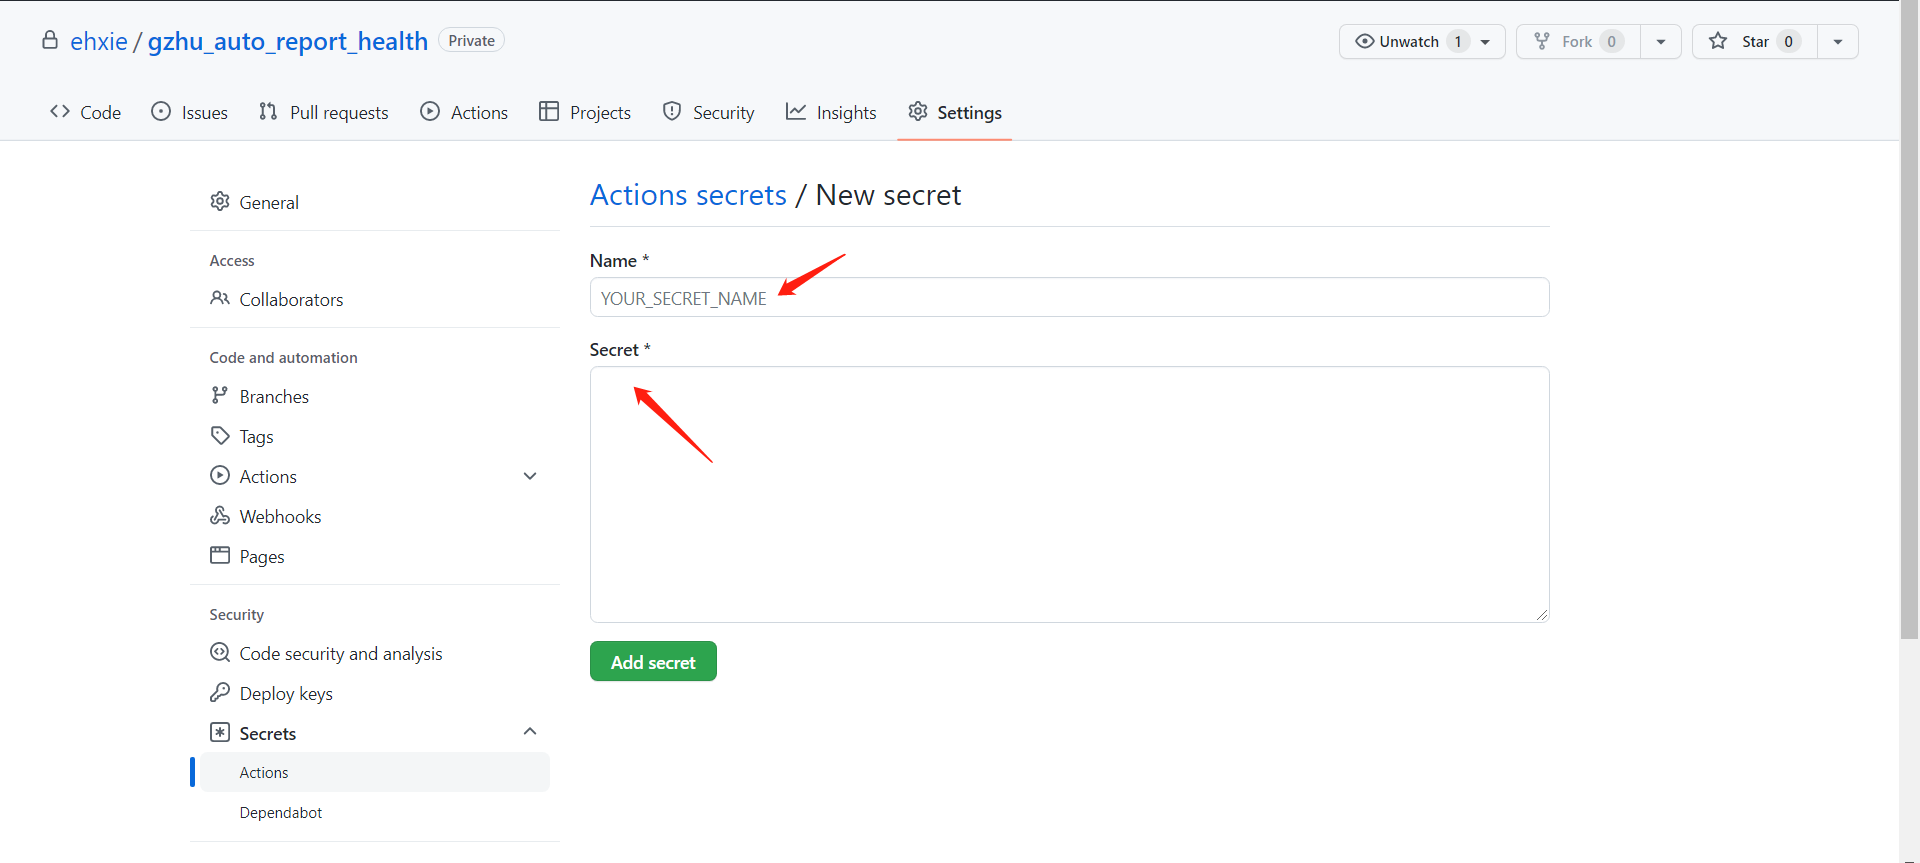 ehxie / gzhu_auto_report_health Private Unwatch 1 Fork 0 Star 0
Code Issues Pull requests Actions Projects Security Insights Settings
General
Access
Collaborators
Code and automation
Branches
Tags
Actions
Webhooks
Pages
Security
Code security and analysis
Deploy keys
Secrets
Actions
Dependabot
Actions secrets / New secret
Name *
YOUR_SECRET_NAME
Secret *
Add secret